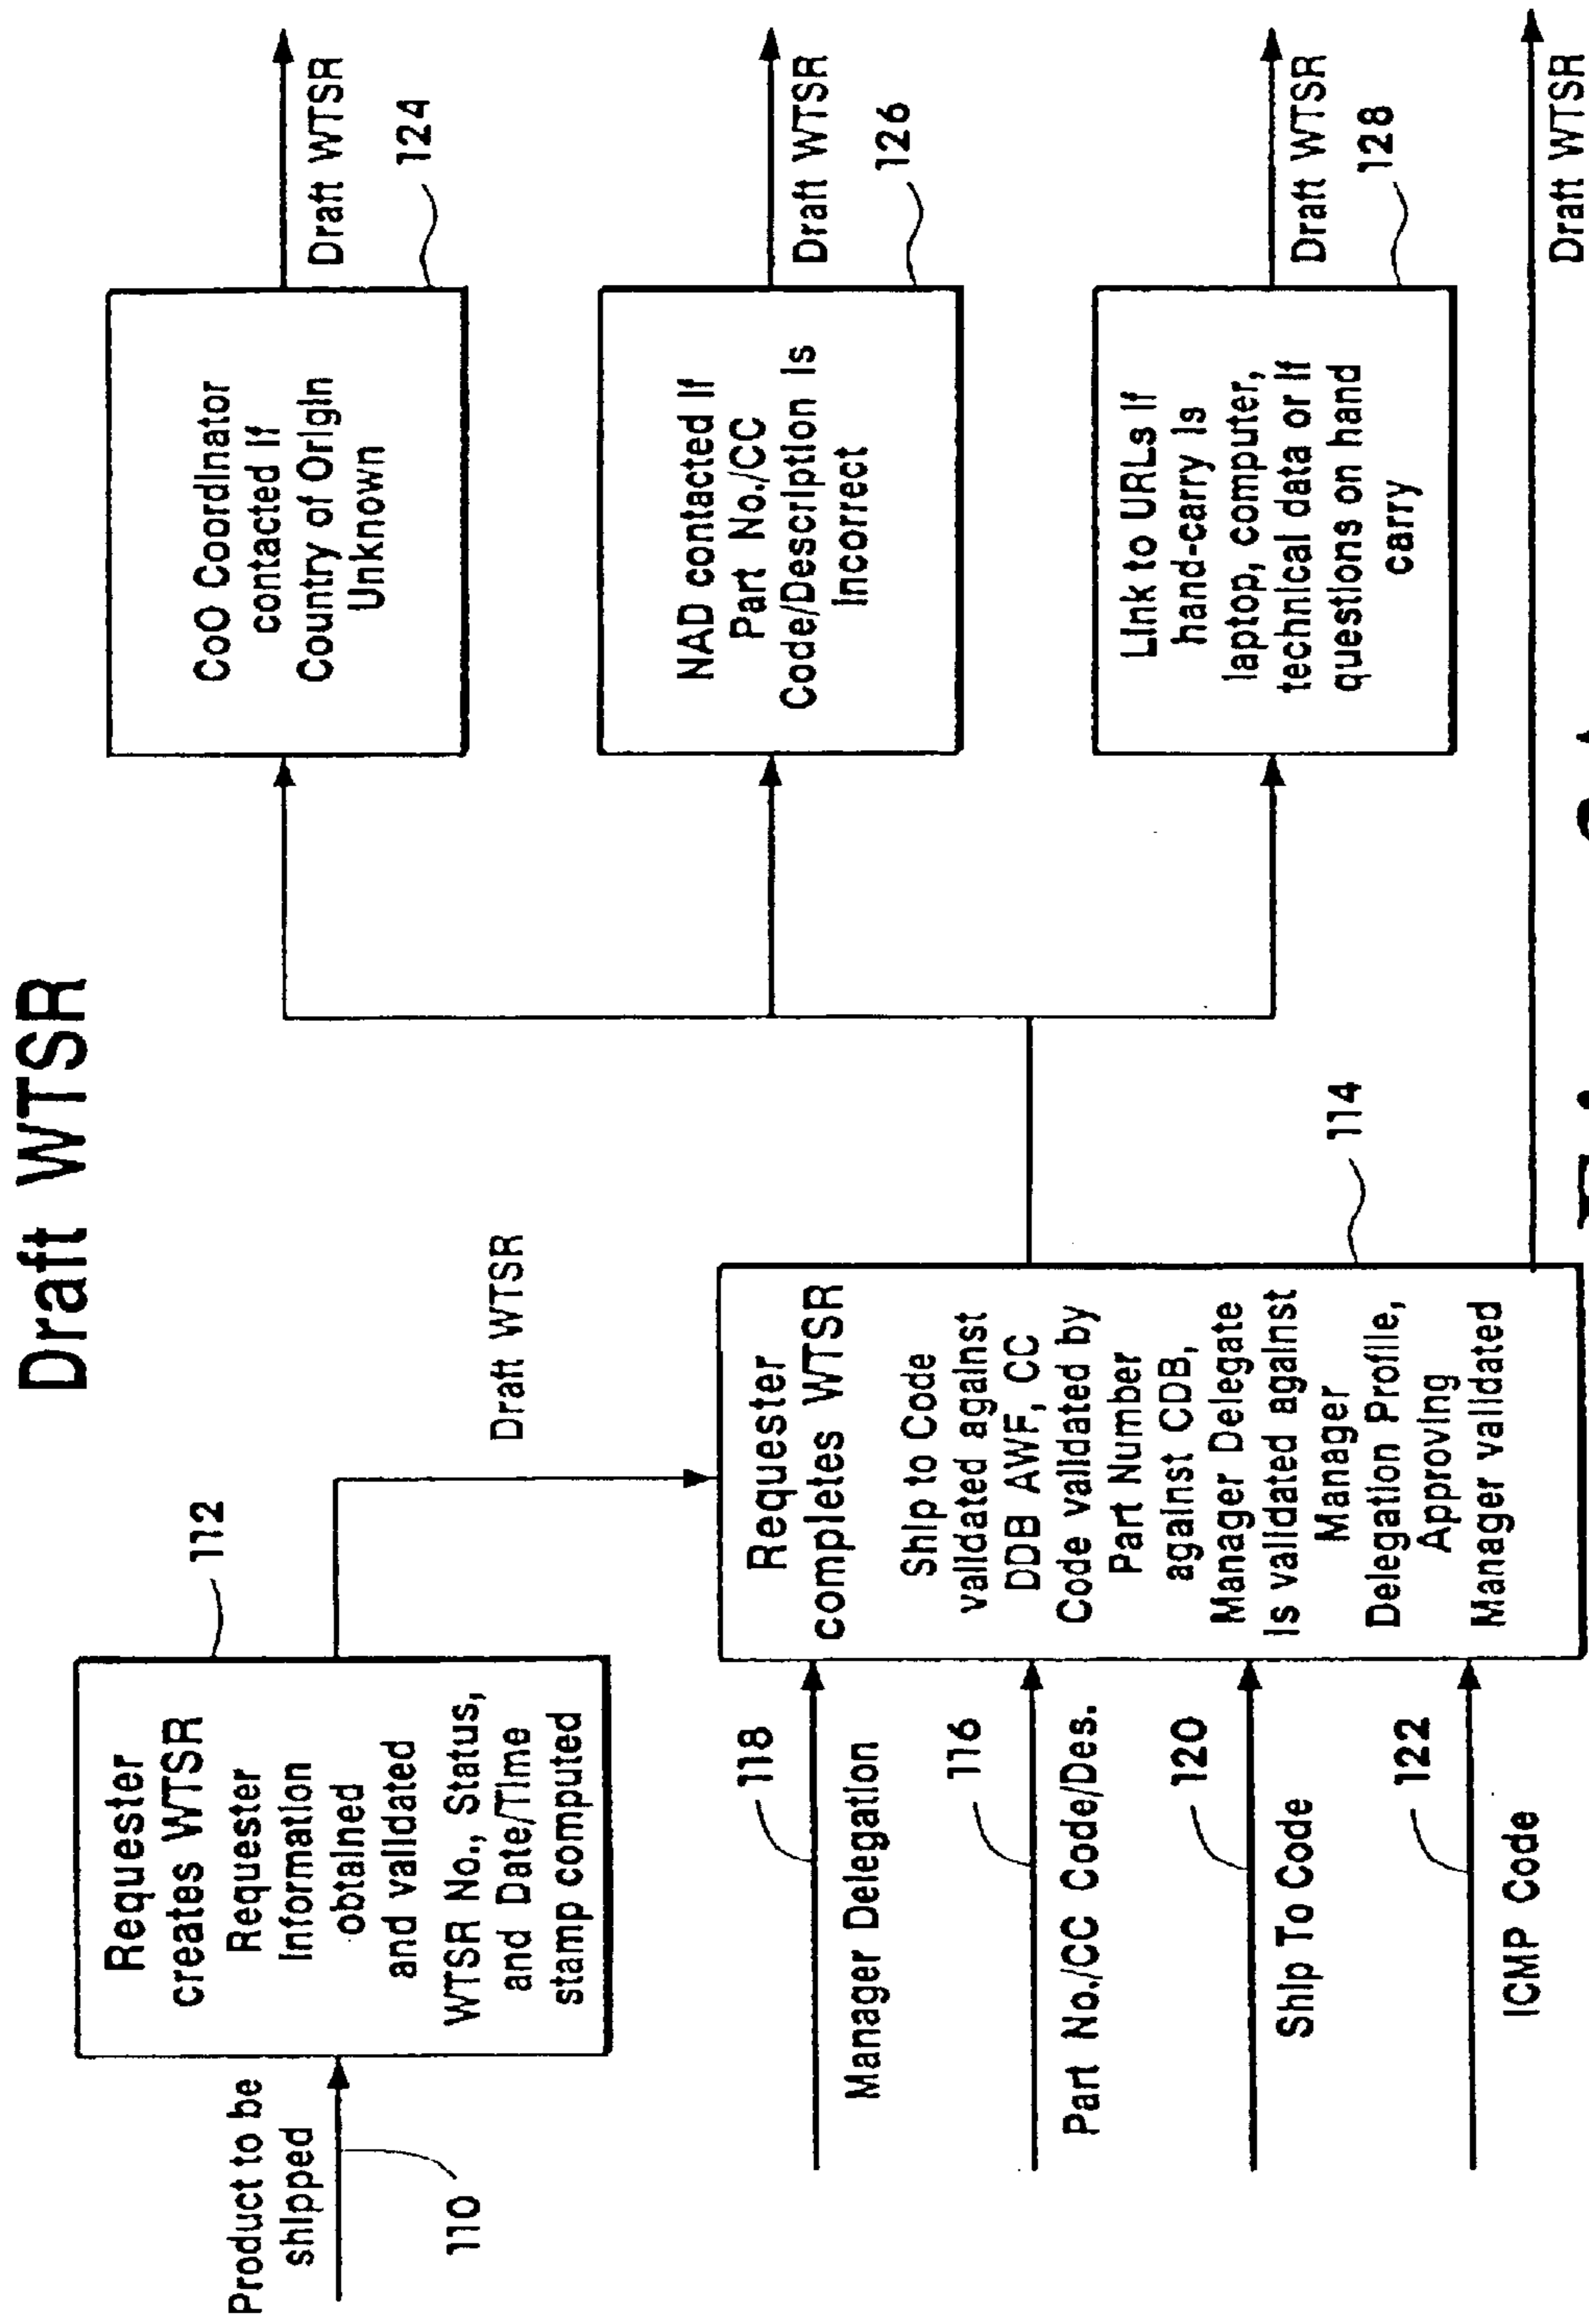 Draft WTSR
Product to be
shipped
110
Requester
creates WTSR
Requester
Information
obtained
and validated
WTSR No., Status,
and Date/Time
stamp computed
112
Draft WTSR
118
Manager Delegation
116
Part No./CC Code/Des.
120
Ship To Code
122
ICMP Code
Requester
completes WTSR
Ship to Code
validated against
DDB AWF, CC
Code validated by
Part Number
against CDB,
Manager Delegate
Is validated against
Manager
Delegation Profile,
Approving
Manager validated
114
CoO Coordinator
contacted If
Country of Origin
Unknown
Draft WTSR
124
NAD contacted If
Part No./CC
Code/Description Is
Incorrect
Draft WTSR
126
Link to URLs If
hand-carry Is
laptop, computer,
technical data or If
questions on hand
carry
Draft WTSR
128
Draft WTSR